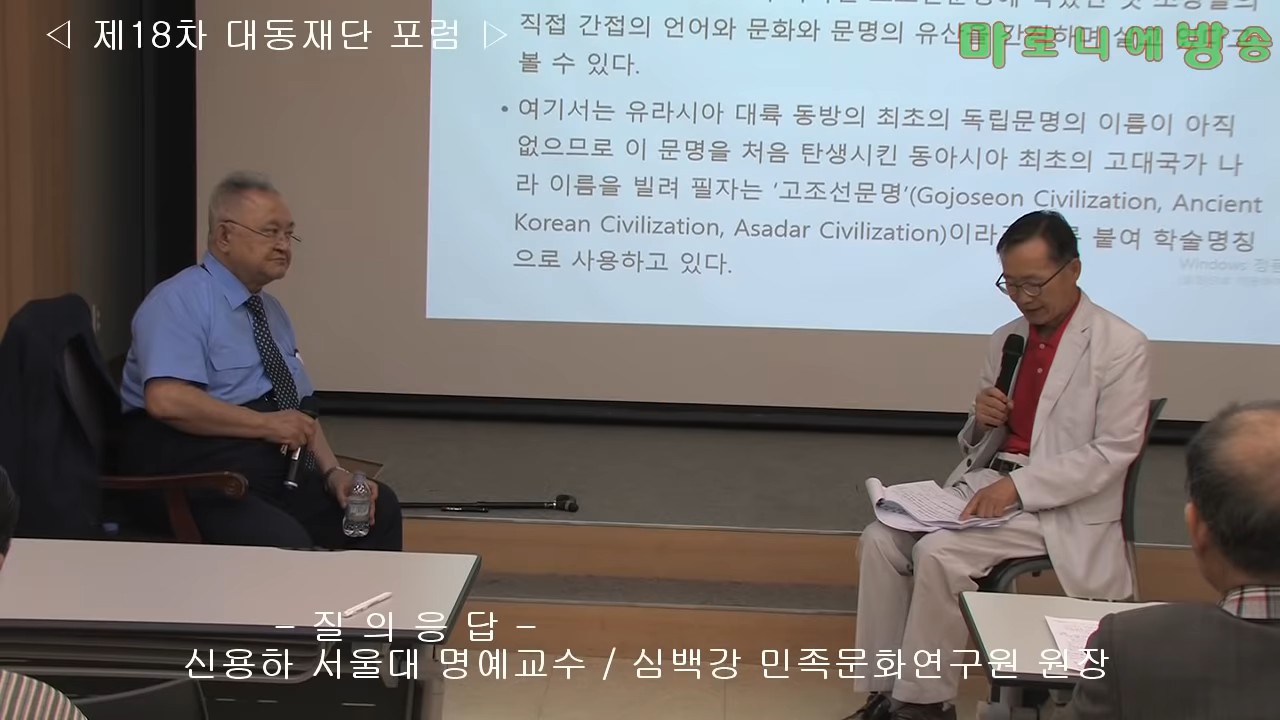 ◁ 제18차 대동재단 포럼 ▷
마로니에방송
직접 간접의 언어와 문화와 문명의 유산을
볼 수 있다.
• 여기서는 유라시아 대륙 동방의 최초의 독립문명의 이름이 아직
없으므로 이 문명을 처음 탄생시킨 동아시아 최초의 고대국가 나
라 이름을 빌려 필자는 '고조선문명'(Gojoseon Civilization, Ancient
Korean Civilization, Asadar Civilization)이라 붙여 학술명칭
으로 사용하고 있다.
Windows
- 질 의 응 답 -
신용하 서울대 명예교수 / 심백강 민족문화연구원 원장